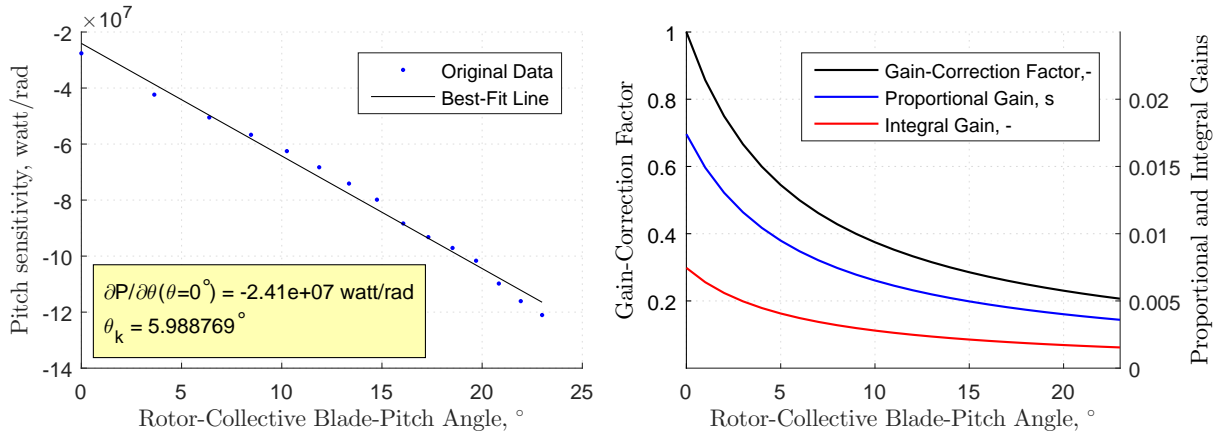 ×10⁷
-2
-4
-6
-8
-10
-12
-14
0
5
10
15
20
25
Pitch sensitivity, watt/rad
Rotor-Collective Blade-Pitch Angle, °
Original Data
Best-Fit Line
∂P/∂θ(θ=0°) = -2.41e+07 watt/rad
θk = 5.988769°
1
0.8
0.6
0.4
0.2
0
5
10
15
20
Gain-Correction Factor
Rotor-Collective Blade-Pitch Angle, °
Gain-Correction Factor,-
Proportional Gain, s
Integral Gain, -
0.02
0.015
0.01
0.005
0
Proportional and Integral Gains